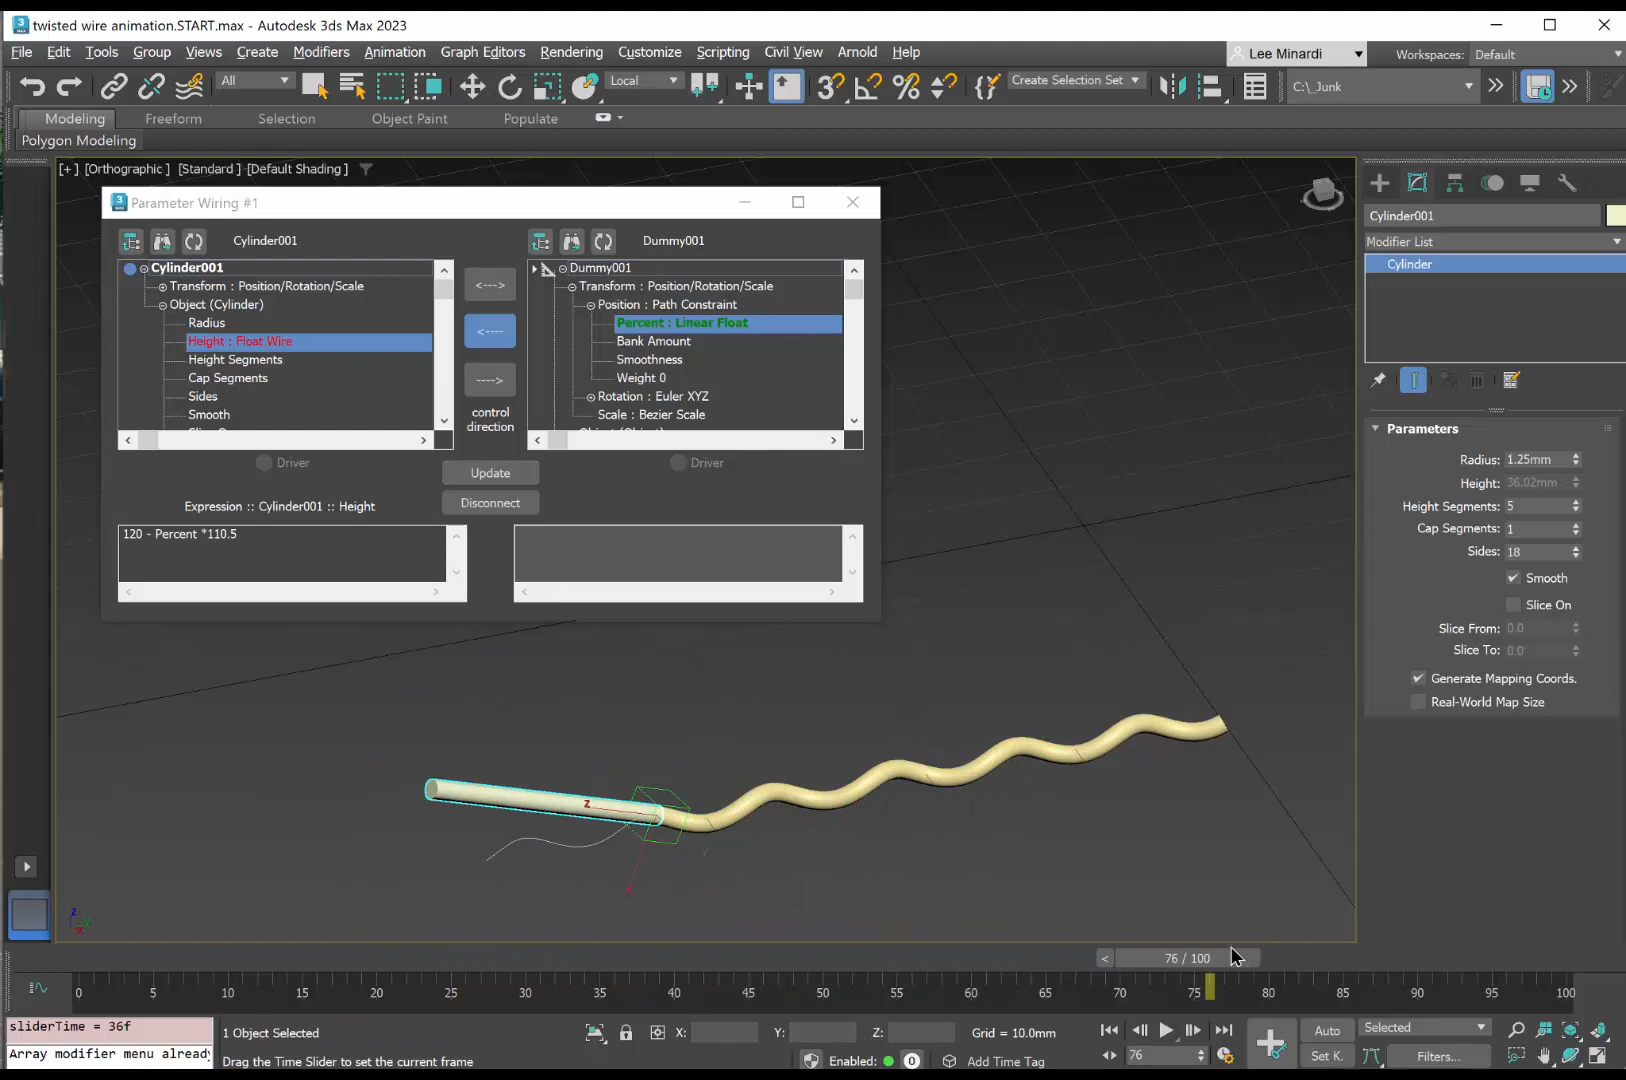 twisted wire animation.START.max - Autodesk 3ds Max 2023
File Edit Tools Group Views Create Modifiers Animation Graph Editors Rendering Customize Scripting Civil View Arnold Help
Lee Minardi
Workspaces: Default
All
Local
Create Selection Set
C:\_Junk
Modeling Freeform Selection Object Paint Populate
Polygon Modeling
[+] [Orthographic ] [Standard ] [Default Shading ]
Parameter Wiring #1
Cylinder001
Dummy001
Cylinder001
Transform : Position/Rotation/Scale
Object (Cylinder)
Radius
Height : Float Wire
Height Segments
Cap Segments
Sides
Smooth
<--->
<----
---->
control
direction
Dummy001
Transform : Position/Rotation/Scale
Position : Path Constraint
Percent : Linear Float
Bank Amount
Smoothness
Weight 0
Rotation : Euler XYZ
Scale : Bezier Scale
Driver
Driver
Update
Disconnect
Expression :: Cylinder001 :: Height
120 - Percent *110.5
Cylinder001
Modifier List
Cylinder
Parameters
Radius: 1.25mm
Height: 36.02mm
Height Segments: 5
Cap Segments: 1
Sides: 18
Smooth
Slice On
Slice From: 0.0
Slice To: 0.0
Generate Mapping Coords.
Real-World Map Size
z
z
x
< 76 / 100
0 5 10 15 20 25 30 35 40 45 50 55 60 65 70 75 80 85 90 95 100
sliderTime = 36f
Array modifier menu already
1 Object Selected
Drag the Time Slider to set the current frame
X:
Y:
Z:
Grid = 10.0mm
Enabled:
0
Add Time Tag
76
Auto
Set K.
Selected
Filters...